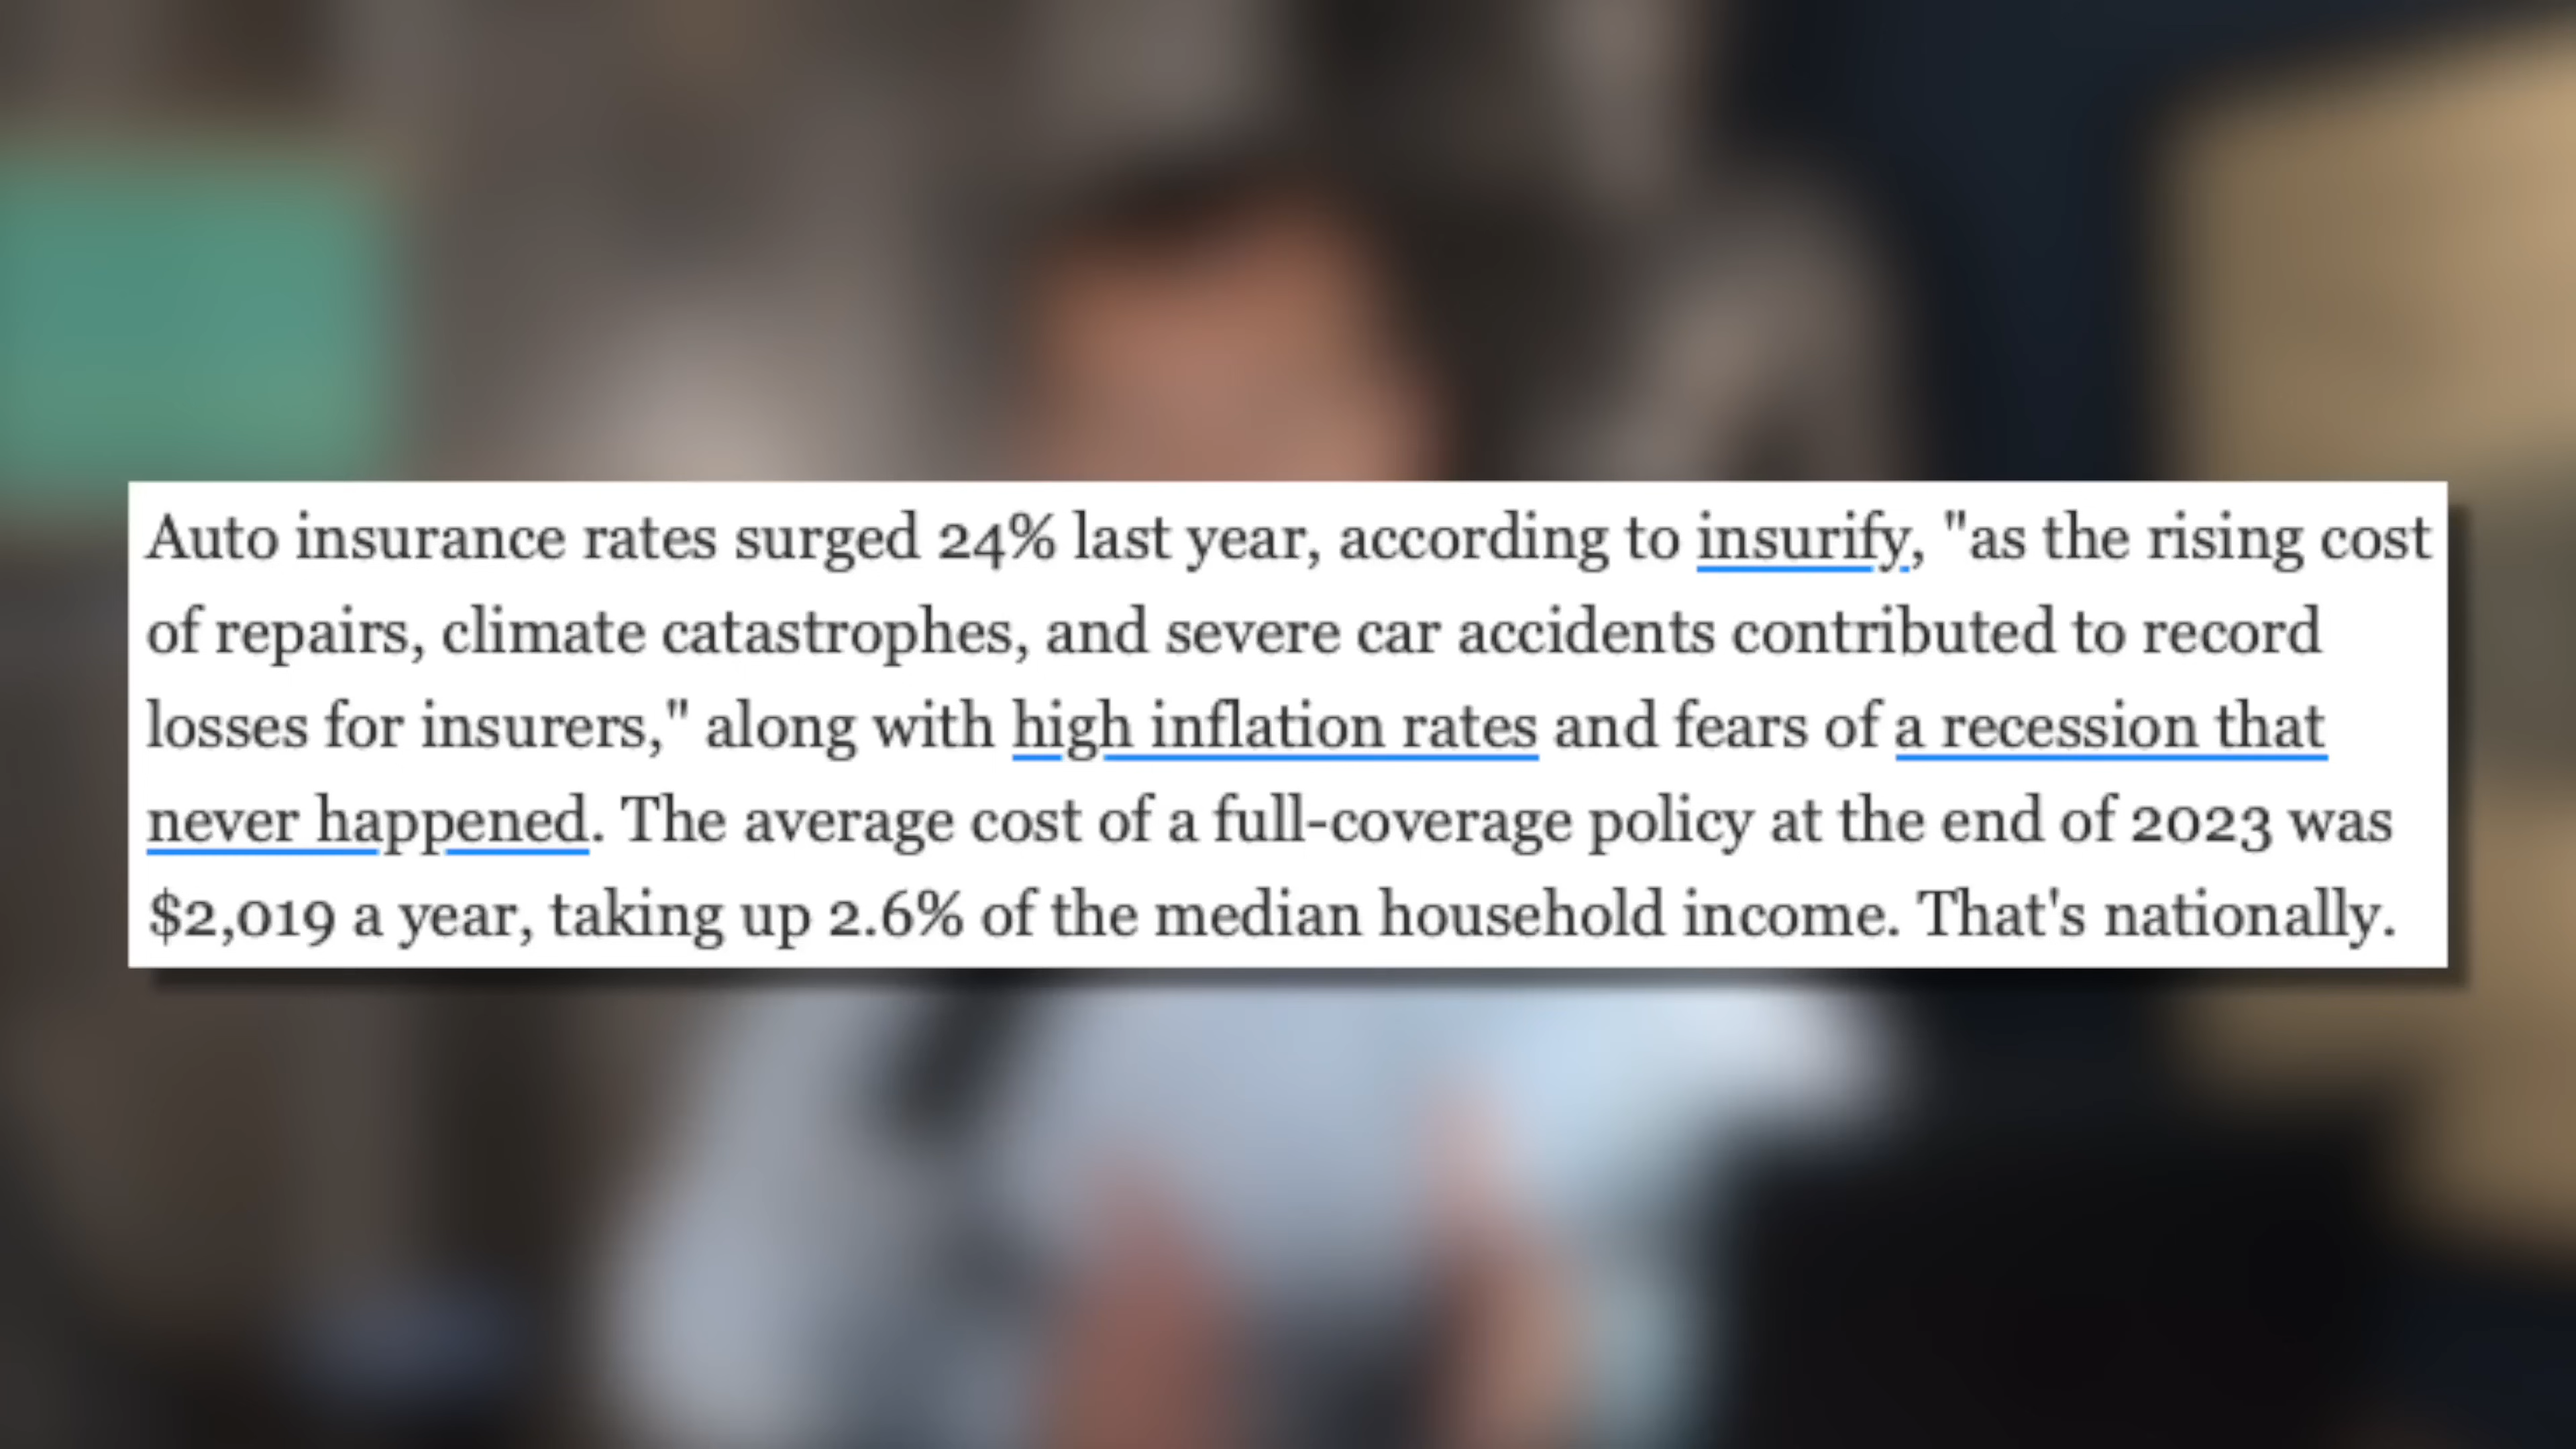 Auto insurance rates surged 24% last year, according to insurify, "as the rising cost
of repairs, climate catastrophes, and severe car accidents contributed to record
losses for insurers," along with high inflation rates and fears of a recession that
never happened. The average cost of a full-coverage policy at the end of 2023 was
$2,019 a year, taking up 2.6% of the median household income. That's nationally.